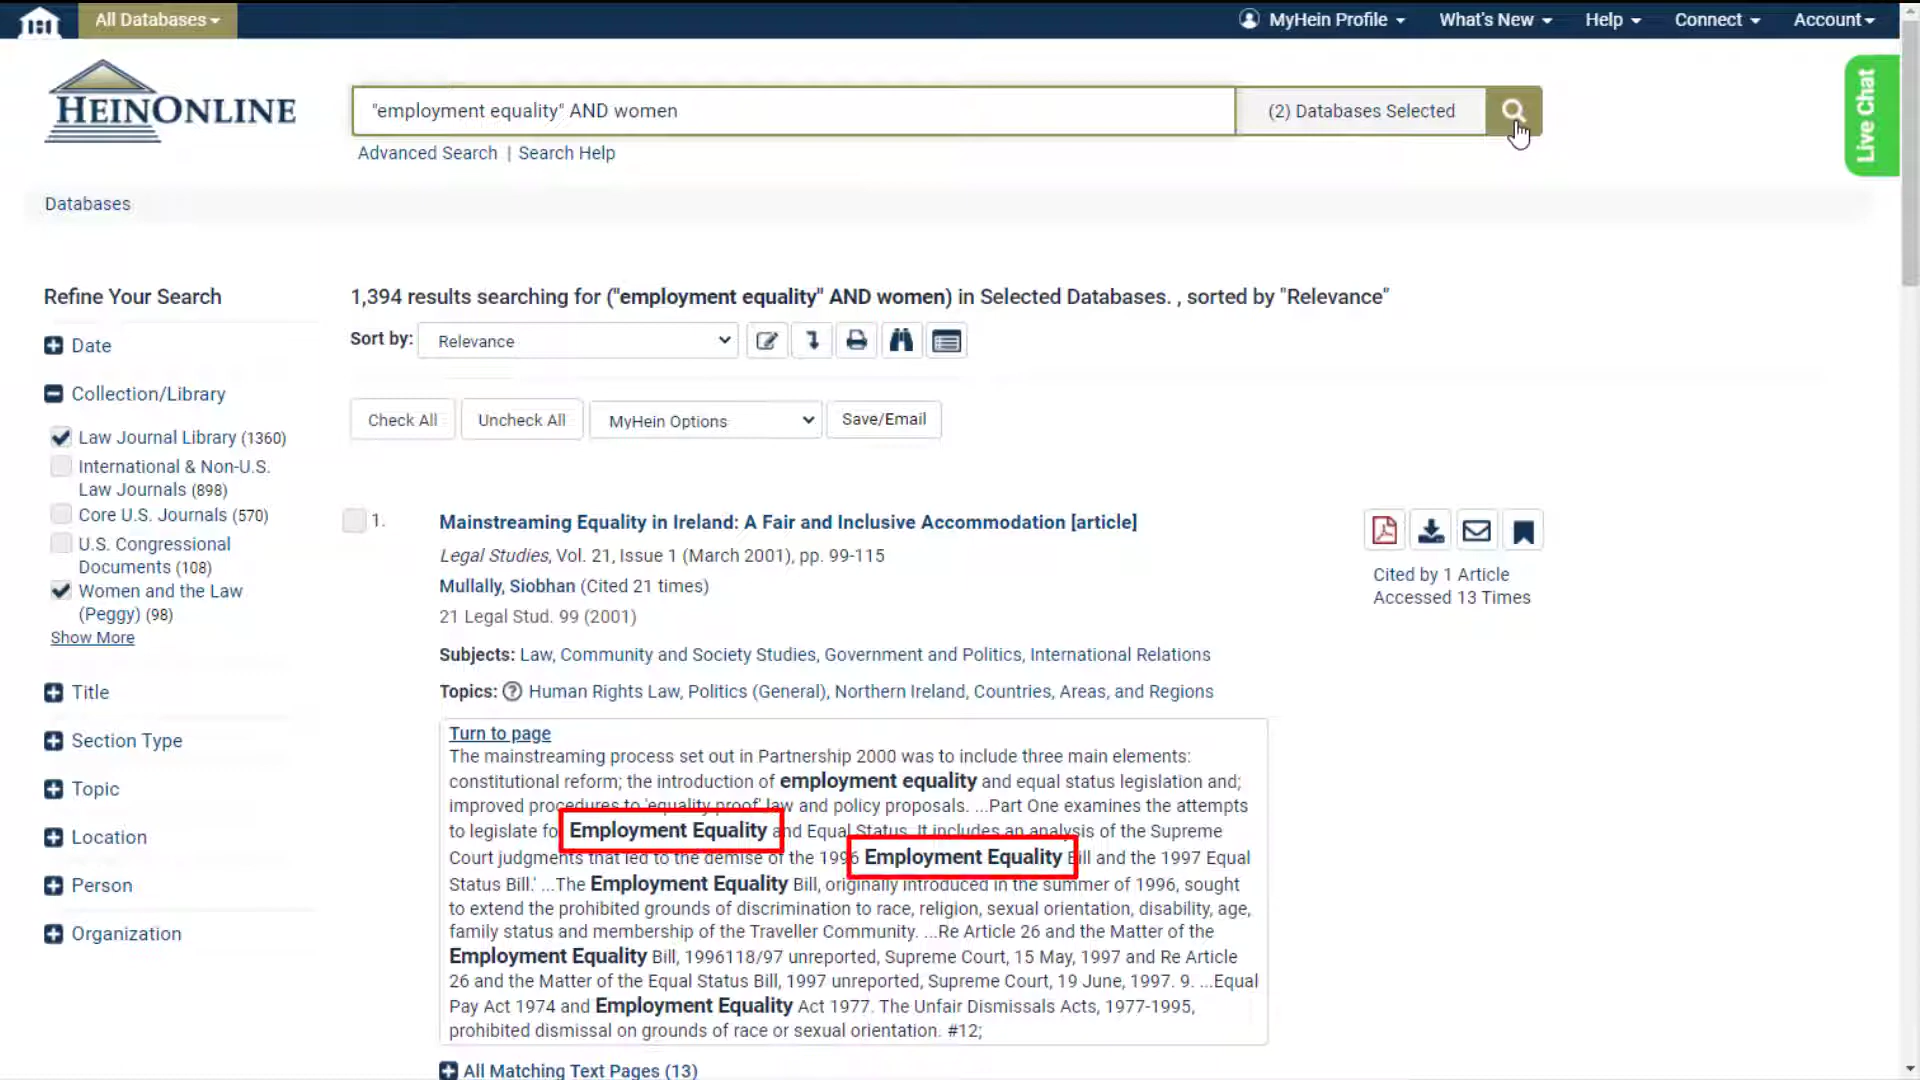 All Databases
MyHein Profile
What's New
Help
Connect
Account
HEINONLINE
"employment equality" AND women
(2) Databases Selected
Live Chat
Advanced Search | Search Help
Databases
Refine Your Search
Date
Collection/Library
Law Journal Library (1360)
International & Non-U.S.
Law Journals (898)
Core U.S. Journals (570)
U.S. Congressional
Documents (108)
Women and the Law
(Peggy) (98)
Show More
Title
Section Type
Topic
Location
Person
Organization
1,394 results searching for ("employment equality" AND women) in Selected Databases. , sorted by "Relevance"
Sort by: Relevance
Check All
Uncheck All
MyHein Options
Save/Email
1.
Mainstreaming Equality in Ireland: A Fair and Inclusive Accommodation [article]
Legal Studies, Vol. 21, Issue 1 (March 2001), pp. 99-115
Mullally, Siobhan (Cited 21 times)
21 Legal Stud. 99 (2001)
Subjects: Law, Community and Society Studies, Government and Politics, International Relations
Topics: ? Human Rights Law, Politics (General), Northern Ireland, Countries, Areas, and Regions
Cited by 1 Article
Accessed 13 Times
Turn to page
The mainstreaming process set out in Partnership 2000 was to include three main elements:
constitutional reform; the introduction of employment equality and equal status legislation and;
improved procedures to 'equality proof' law and policy proposals. ...Part One examines the attempts
to legislate fo Employment Equality and Equal Status. It includes an analysis of the Supreme
Court judgments that led to the demise of the 1996 Employment Equality Bill and the 1997 Equal
Status Bill.' ...The Employment Equality Bill, originally introduced in the summer of 1996, sought
to extend the prohibited grounds of discrimination to race, religion, sexual orientation, disability, age,
family status and membership of the Traveller Community. ...Re Article 26 and the Matter of the
Employment Equality Bill, 1996118/97 unreported, Supreme Court, 15 May, 1997 and Re Article
26 and the Matter of the Equal Status Bill, 1997 unreported, Supreme Court, 19 June, 1997. 9. ...Equal
Pay Act 1974 and Employment Equality Act 1977. The Unfair Dismissals Acts, 1977-1995,
prohibited dismissal on grounds of race or sexual orientation. #12;
All Matching Text Pages (13)